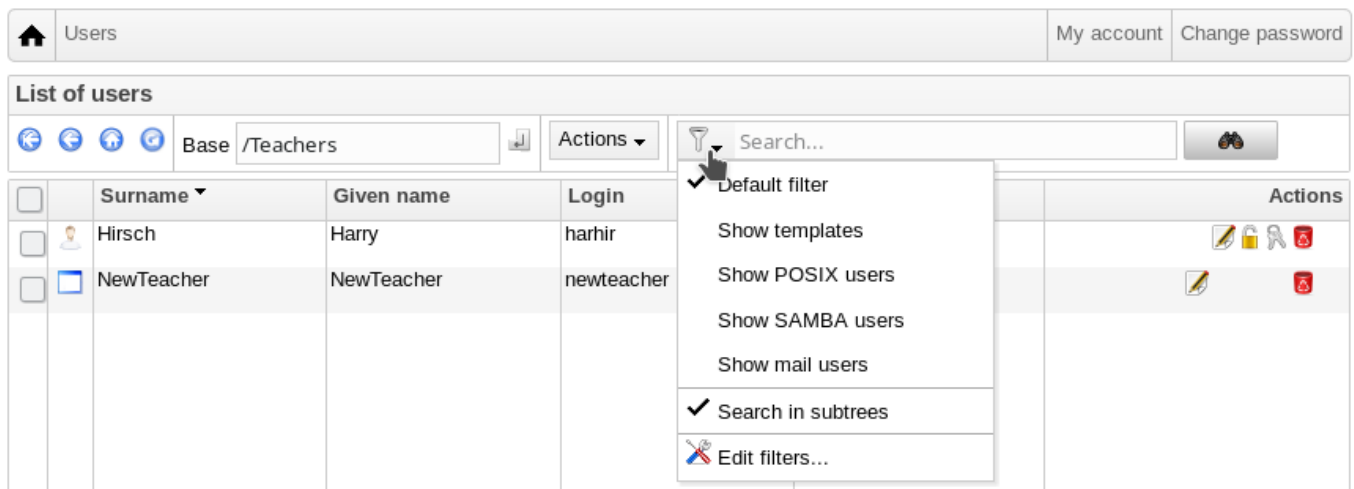 Users My account Change password
List of users
Base /Teachers Actions Search...
Surname Given name Login Actions
Hirsch Harry harhir
NewTeacher NewTeacher newteacher
Default filter
Show templates
Show POSIX users
Show SAMBA users
Show mail users
Search in subtrees
Edit filters...